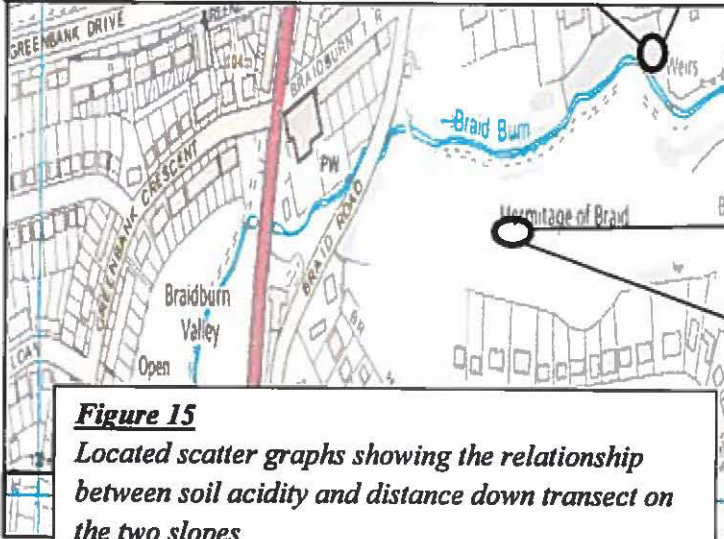 GREENBANK DRIVE
BRAIDBURN
Weirs
Braid Burn
GREENBANK CRESCENT
PW
BRAID ROAD
Hermitage of Braid
Braidburn
Valley
Open
Figure 15
Located scatter graphs showing the relationship
between soil acidity and distance down transect on
the two slopes